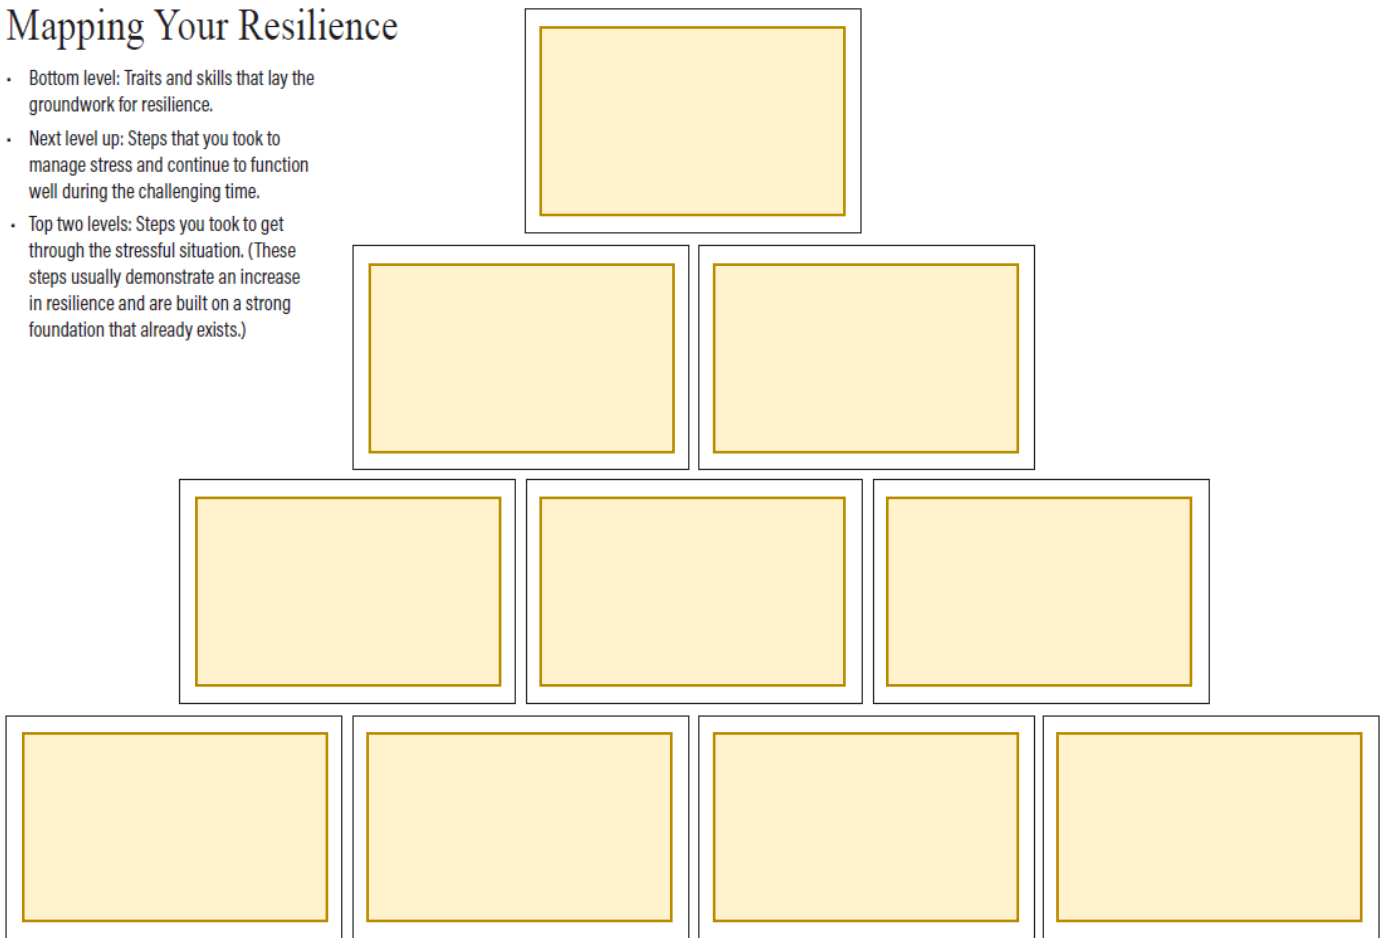 Mapping Your Resilience
· Bottom level: Traits and skills that lay the
groundwork for resilience.
· Next level up: Steps that you took to
manage stress and continue to function
well during the challenging time.
· Top two levels: Steps you took to get
through the stressful situation. (These
steps usually demonstrate an increase
in resilience and are built on a strong
foundation that already exists.)